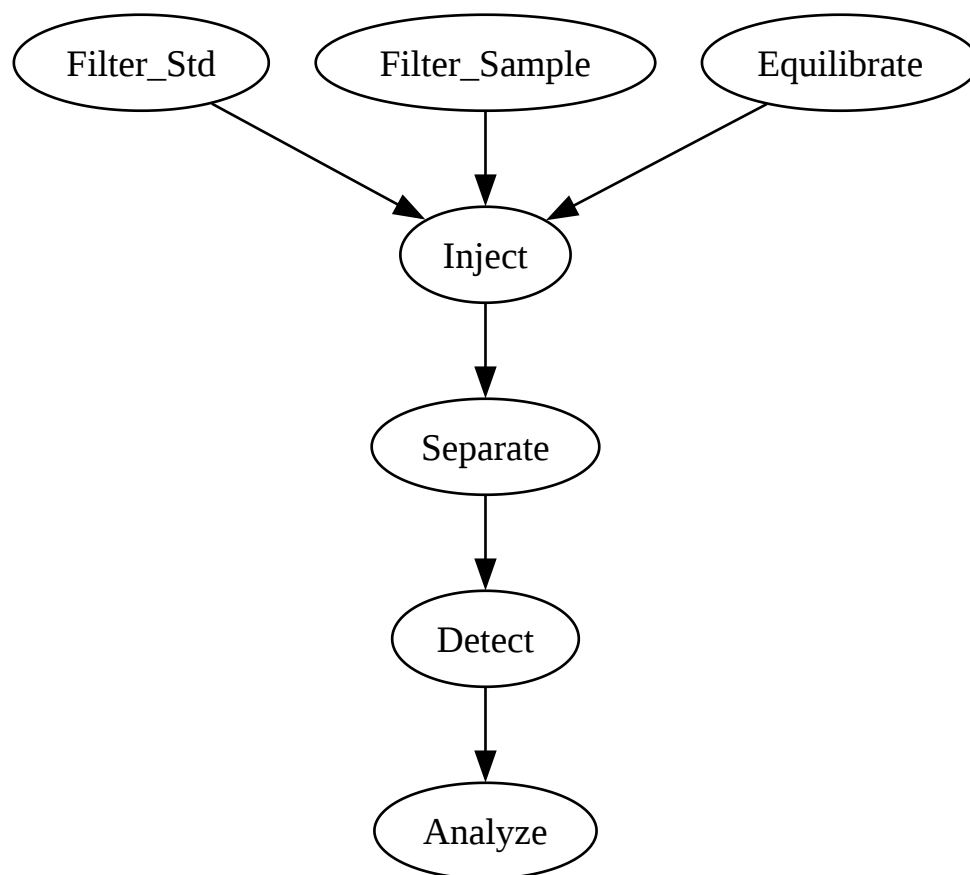 Filter_Std
Filter_Sample
Equilibrate
Inject
Separate
Detect
Analyze